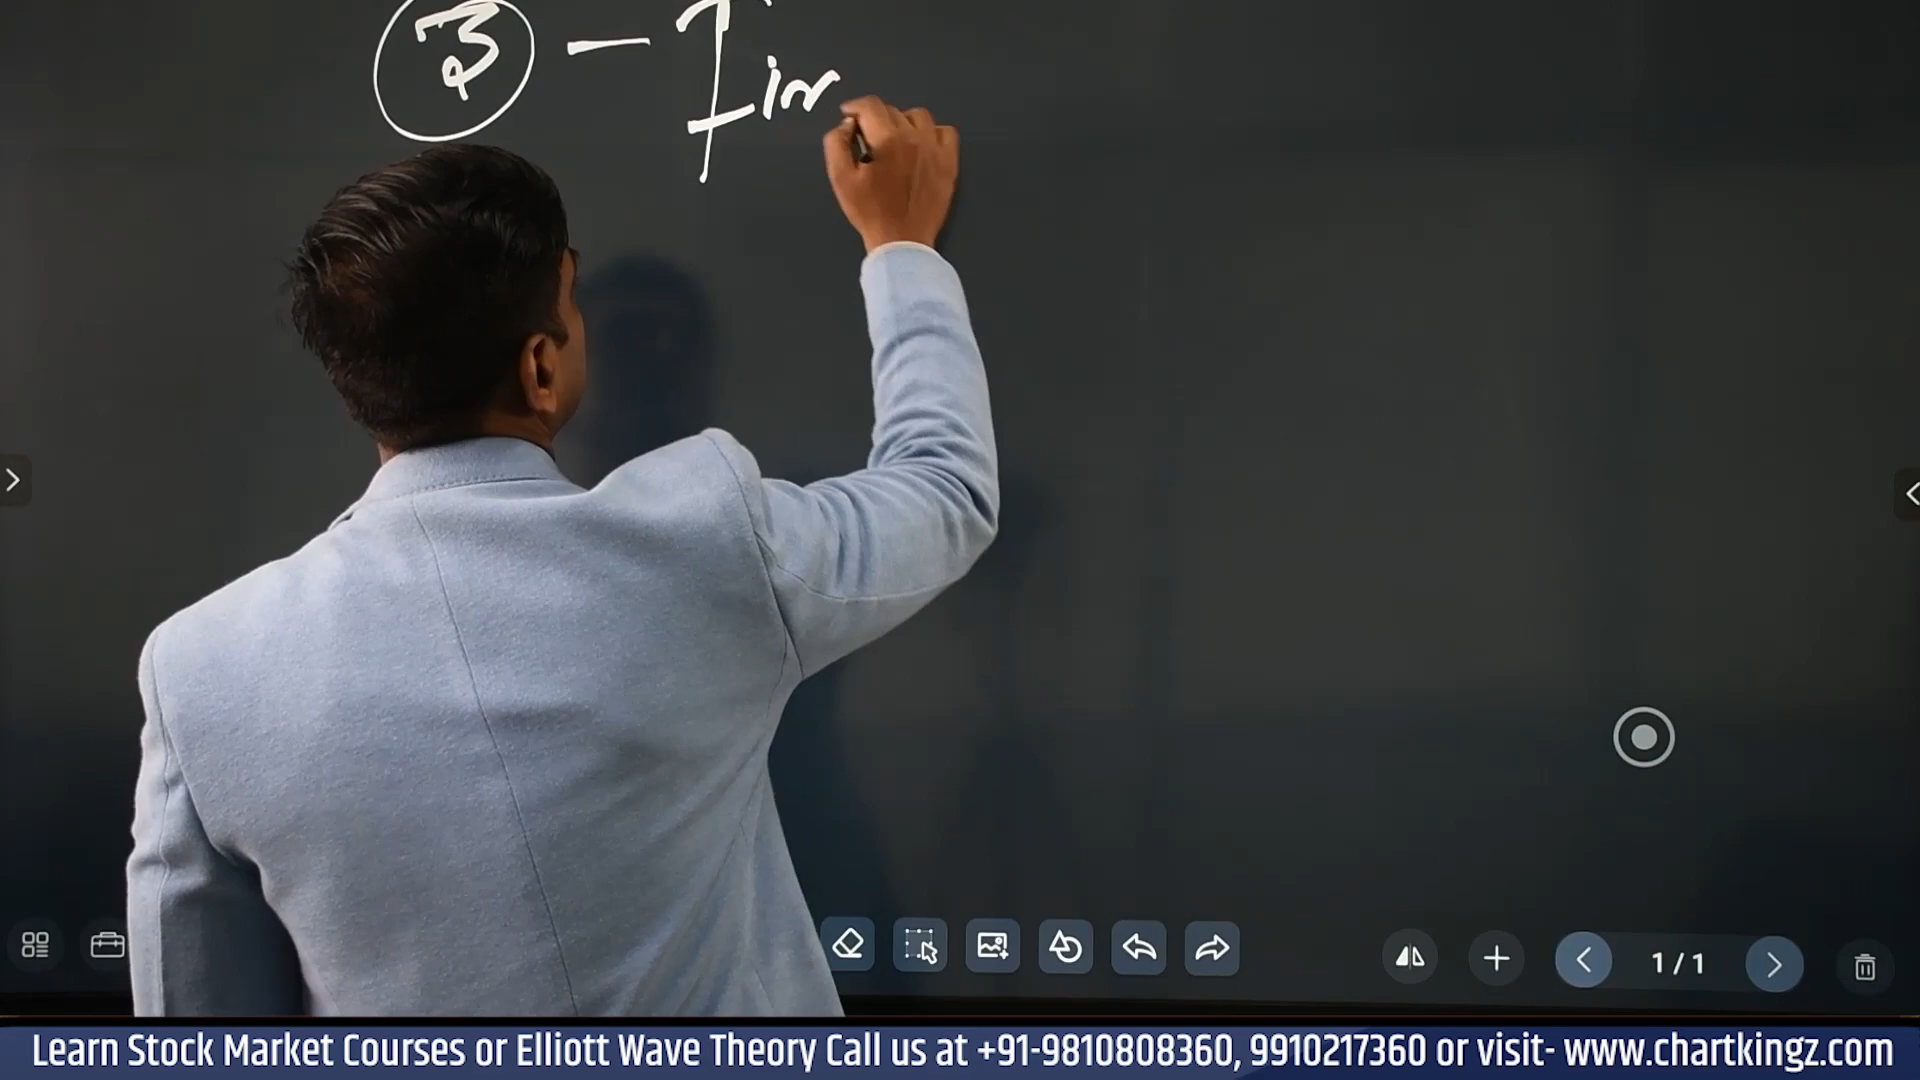 ③ - Tin
1 / 1
Learn Stock Market Courses or Elliott Wave Theory Call us at +91-9810808360, 9910217360 or visit- www.chartkingz.com